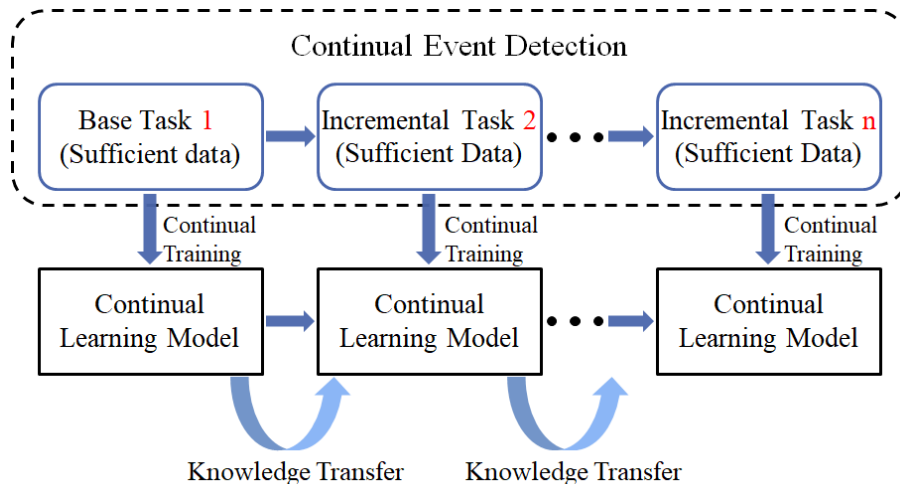 Continual Event Detection
Base Task 1
(Sufficient data)
Incremental Task 2
(Sufficient Data)
Incremental Task n
(Sufficient Data)
Continual
Training
Continual
Training
Continual
Training
Continual
Learning Model
Continual
Learning Model
Continual
Learning Model
Knowledge Transfer
Knowledge Transfer